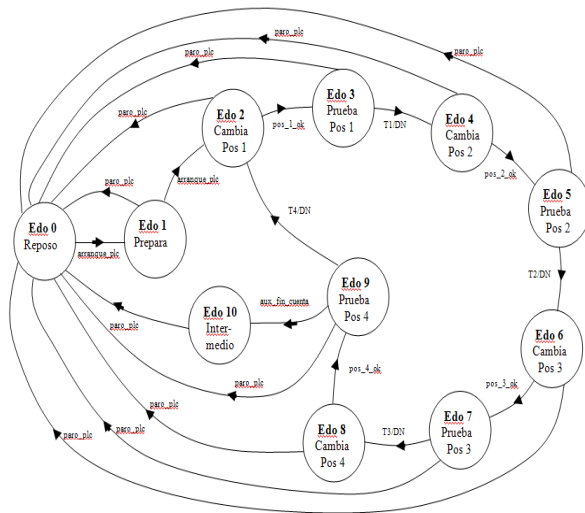 paro_plc
paro_plc
paro_plc
paro_plc
Edo 3
Prueba
Pos 1
Edo 2
Cambia
Pos 1
pos_1_ok
T1/DN
Edo 4
Cambia
Pos 2
paro_plc
pos_2_ok
arranque_plc
paro_plc
Edo 5
Prueba
Pos 2
Edo 1
Prepara
Edo 0
Reposo
T4/DN
arranque_plc
T2/DN
Edo 9
Prueba
Pos 4
aux_fin_cuenta
Edo 10
Inter-
medio
paro_plc
Edo 6
Cambia
Pos 3
pos_4_ok
paro_plc
pos_3_ok
paro_plc
Edo 7
Prueba
Pos 3
Edo 8
Cambia
Pos 4
T3/DN
paro_plc
paro_plc